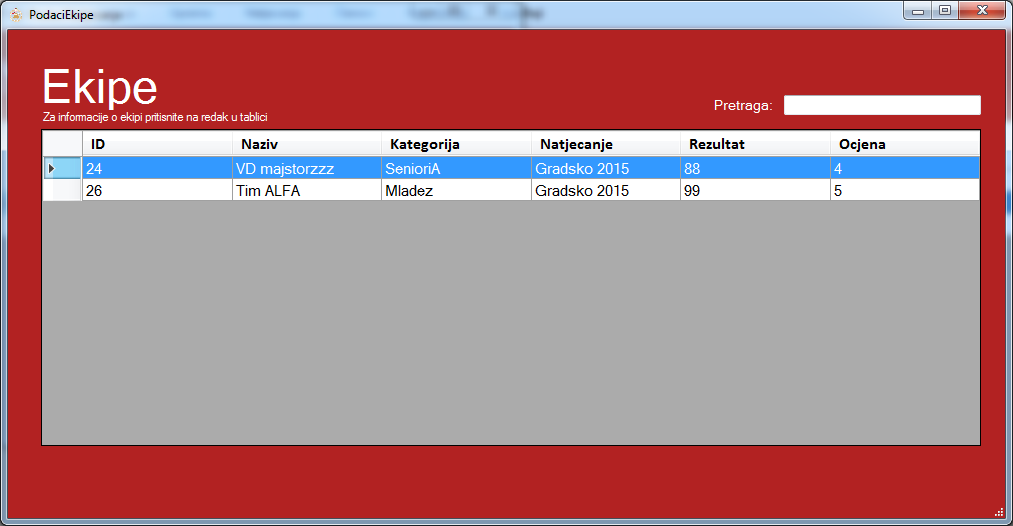 PodaciEkipe
Ekipe
Za informacije o ekipi pritisnite na redak u tablici
Pretraga:
ID Naziv Kategorija Natjecanje Rezultat Ocjena
24 VD majstorzzz SenioriA Gradsko 2015 88 4
26 Tim ALFA Mladez Gradsko 2015 99 5